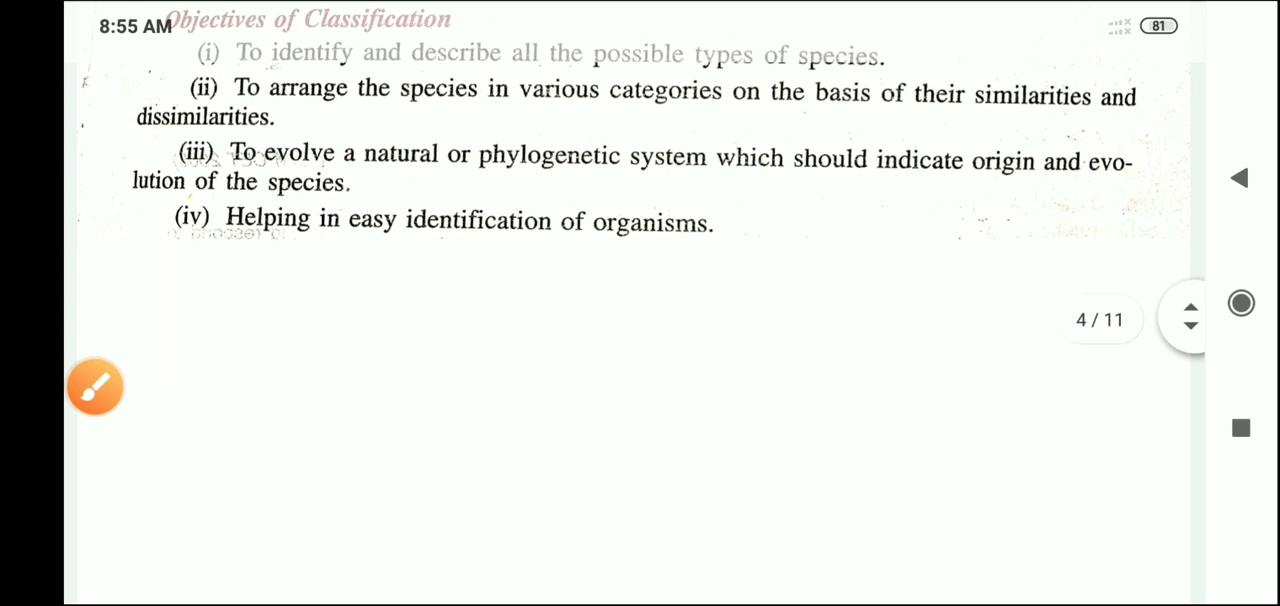 8:55 AM
Objectives of Classification
81
(i) To identify and describe all the possible types of species.
(ii) To arrange the species in various categories on the basis of their similarities and
dissimilarities.
(iii) To evolve a natural or phylogenetic system which should indicate origin and evo-
lution of the species.
(iv) Helping in easy identification of organisms.
4 / 11